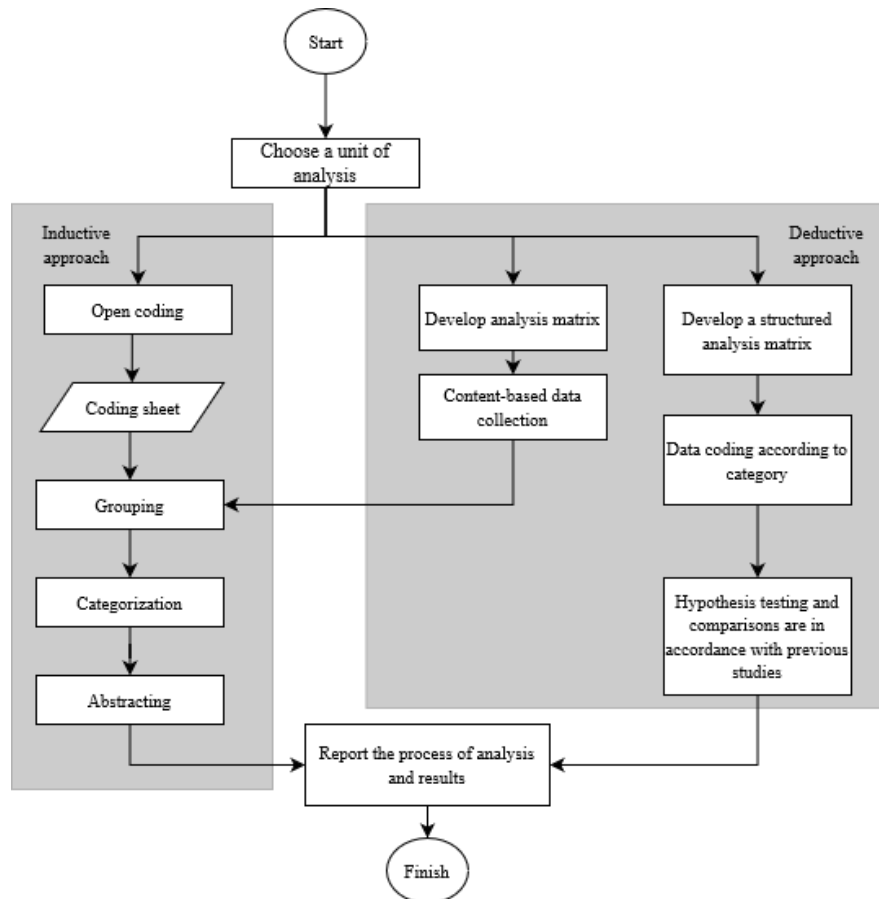 Start
Choose a unit of
analysis
Inductive
approach
Deductive
approach
Open coding
Develop analysis matrix
Develop a structured
analysis matrix
Coding sheet
Content-based data
collection
Data coding according to
category
Grouping
Categorization
Hypothesis testing and
comparisons are in
accordance with previous
studies
Abstracting
Report the process of analysis
and results
Finish